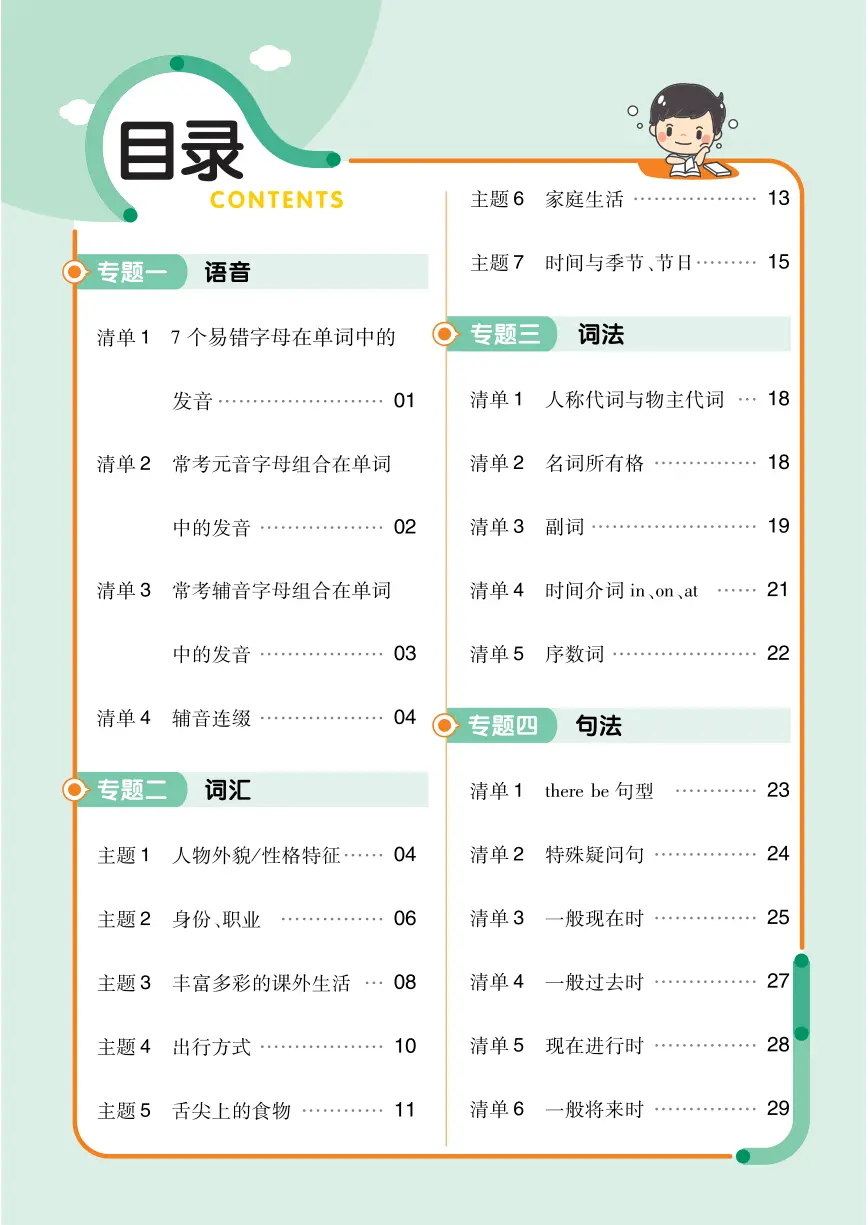 目录
CONTENTS
专题一 语音
清单1 7个易错字母在单词中的
发音 …………………… 01
清单2 常考元音字母组合在单词
中的发音 ……………… 02
清单3 常考辅音字母组合在单词
中的发音 ……………… 03
清单4 辅音连缀 ……………… 04
专题二 词汇
主题1 人物外貌/性格特征 …… 04
主题2 身份、职业 …………… 06
主题3 丰富多彩的课外生活 … 08
主题4 出行方式 ……………… 10
主题5 舌尖上的食物 ………… 11
主题6 家庭生活 ……………… 13
主题7 时间与季节、节日 ……… 15
专题三 词法
清单1 人称代词与物主代词 … 18
清单2 名词所有格 …………… 18
清单3 副词 …………………… 19
清单4 时间介词 in、on、at …… 21
清单5 序数词 ………………… 22
专题四 句法
清单1 there be 句型 ………… 23
清单2 特殊疑问句 …………… 24
清单3 一般现在时 …………… 25
清单4 一般过去时 …………… 27
清单5 现在进行时 …………… 28
清单6 一般将来时 …………… 29